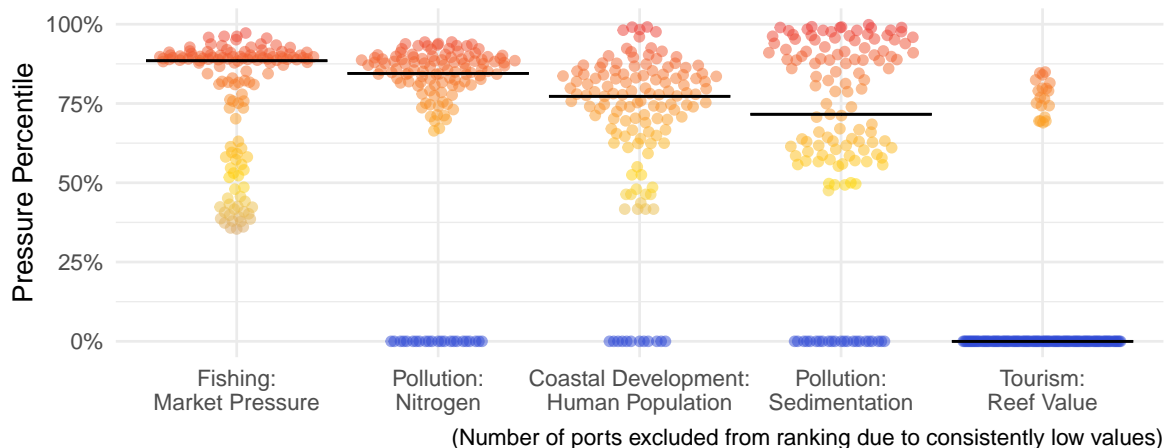 Pressure Percentile
100%
75%
50%
25%
0%
Fishing:
Market Pressure
Pollution:
Nitrogen
Coastal Development:
Human Population
Pollution:
Sedimentation
Tourism:
Reef Value
(Number of ports excluded from ranking due to consistently low values)